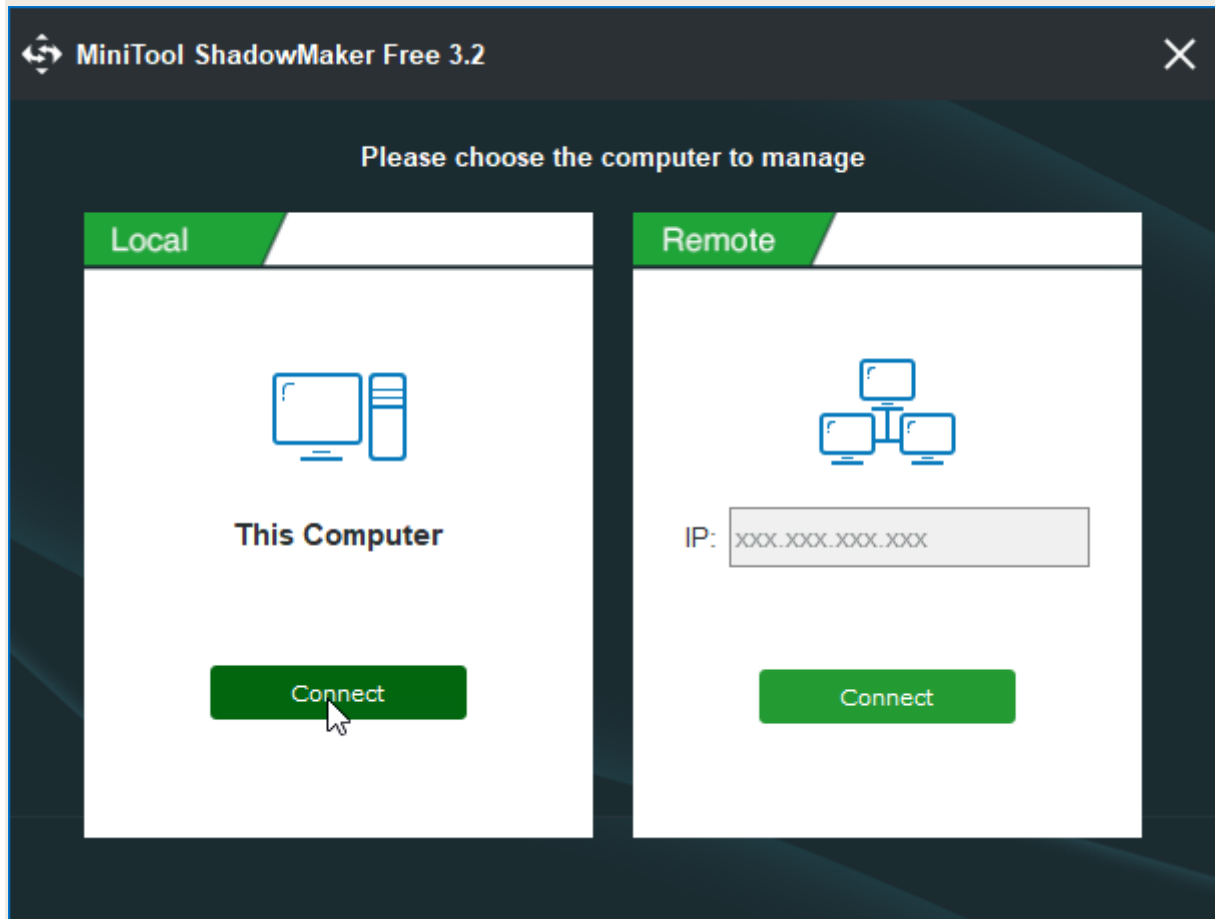 MiniTool ShadowMaker Free 3.2
Please choose the computer to manage
Local
This Computer
Connect
Remote
IP: xxx.xxx.xxx.xxx
Connect